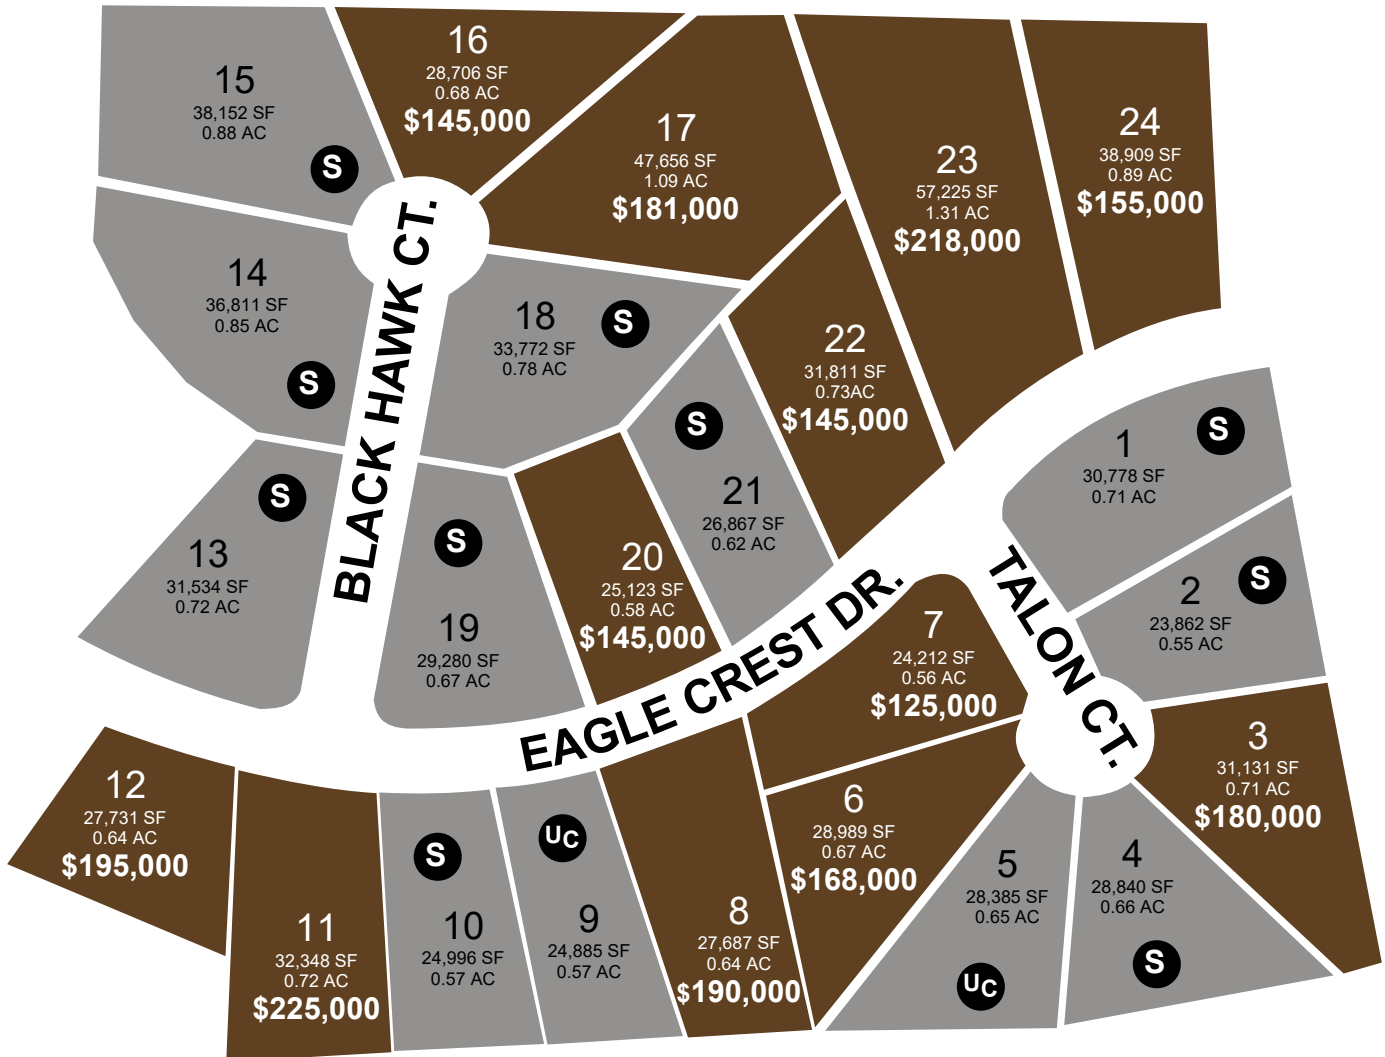 15
38,152 SF
0.88 AC
S
16
28,706 SF
0.68 AC
$145,000
17
47,656 SF
1.09 AC
$181,000
23
57,225 SF
1.31 AC
$218,000
24
38,909 SF
0.89 AC
$155,000
14
36,811 SF
0.85 AC
S
BLACK HAWK CT.
18
33,772 SF
0.78 AC
S
22
31,811 SF
0.73AC
$145,000
13
31,534 SF
0.72 AC
S
S
19
29,280 SF
0.67 AC
20
25,123 SF
0.58 AC
$145,000
S
21
26,867 SF
0.62 AC
1
30,778 SF
0.71 AC
S
2
23,862 SF
0.55 AC
S
TALON CT.
EAGLE CREST DR.
7
24,212 SF
0.56 AC
$125,000
3
31,131 SF
0.71 AC
$180,000
12
27,731 SF
0.64 AC
$195,000
11
32,348 SF
0.72 AC
$225,000
S
10
24,996 SF
0.57 AC
UC
9
24,885 SF
0.57 AC
8
27,687 SF
0.64 AC
$190,000
6
28,989 SF
0.67 AC
$168,000
5
28,385 SF
0.65 AC
UC
4
28,840 SF
0.66 AC
S